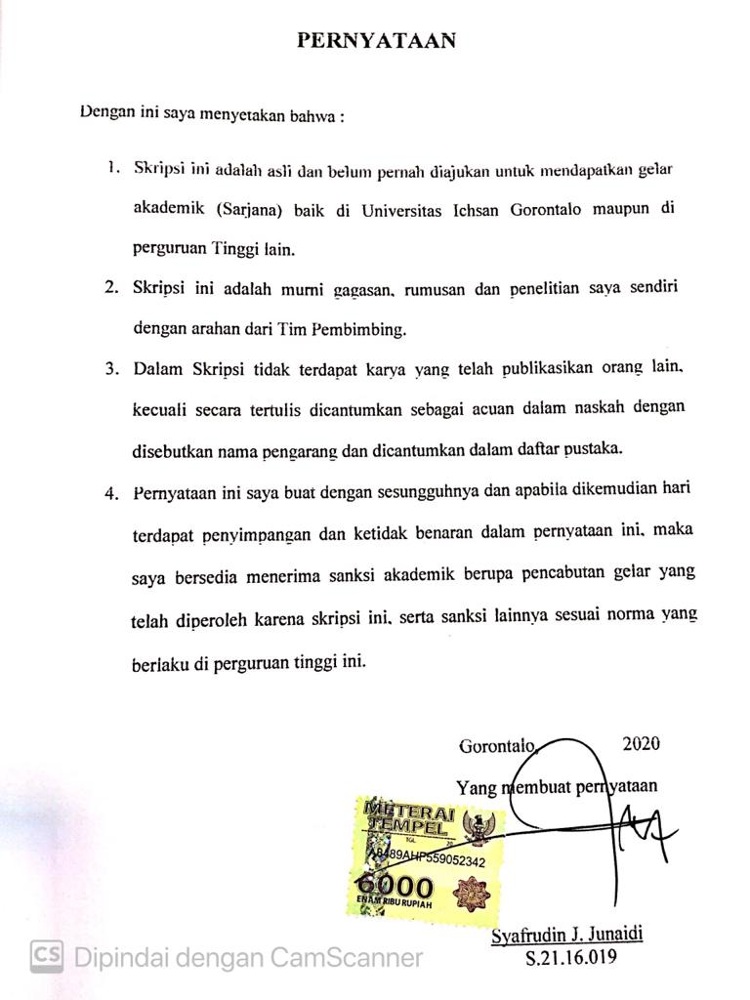 PERNYATAAN
Dengan ini saya menyetakan bahwa :
1. Skripsi ini adalah asli dan belum pernah diajukan untuk mendapatkan gelar
akademik (Sarjana) baik di Universitas Ichsan Gorontalo maupun di
perguruan Tinggi lain.
2. Skripsi ini adalah murni gagasan, rumusan dan penelitian saya sendiri
dengan arahan dari Tim Pembimbing.
3. Dalam Skripsi tidak terdapat karya yang telah publikasikan orang lain,
kecuali secara tertulis dicantumkan sebagai acuan dalam naskah dengan
disebutkan nama pengarang dan dicantumkan dalam daftar pustaka.
4. Pernyataan ini saya buat dengan sesungguhnya dan apabila dikemudian hari
terdapat penyimpangan dan ketidak benaran dalam pernyataan ini, maka
saya bersedia menerima sanksi akademik berupa pencabutan gelar yang
telah diperoleh karena skripsi ini, serta sanksi lainnya sesuai norma yang
berlaku di perguruan tinggi ini.
Gorontalo, 2020
Yang membuat pernyataan
METERAI
TEMPEL
TGL 20
6000
ENAM RIBU RUPIAH
Syafrudin J. Junaidi
S.21.16.019
CS Dipindai dengan CamScanner